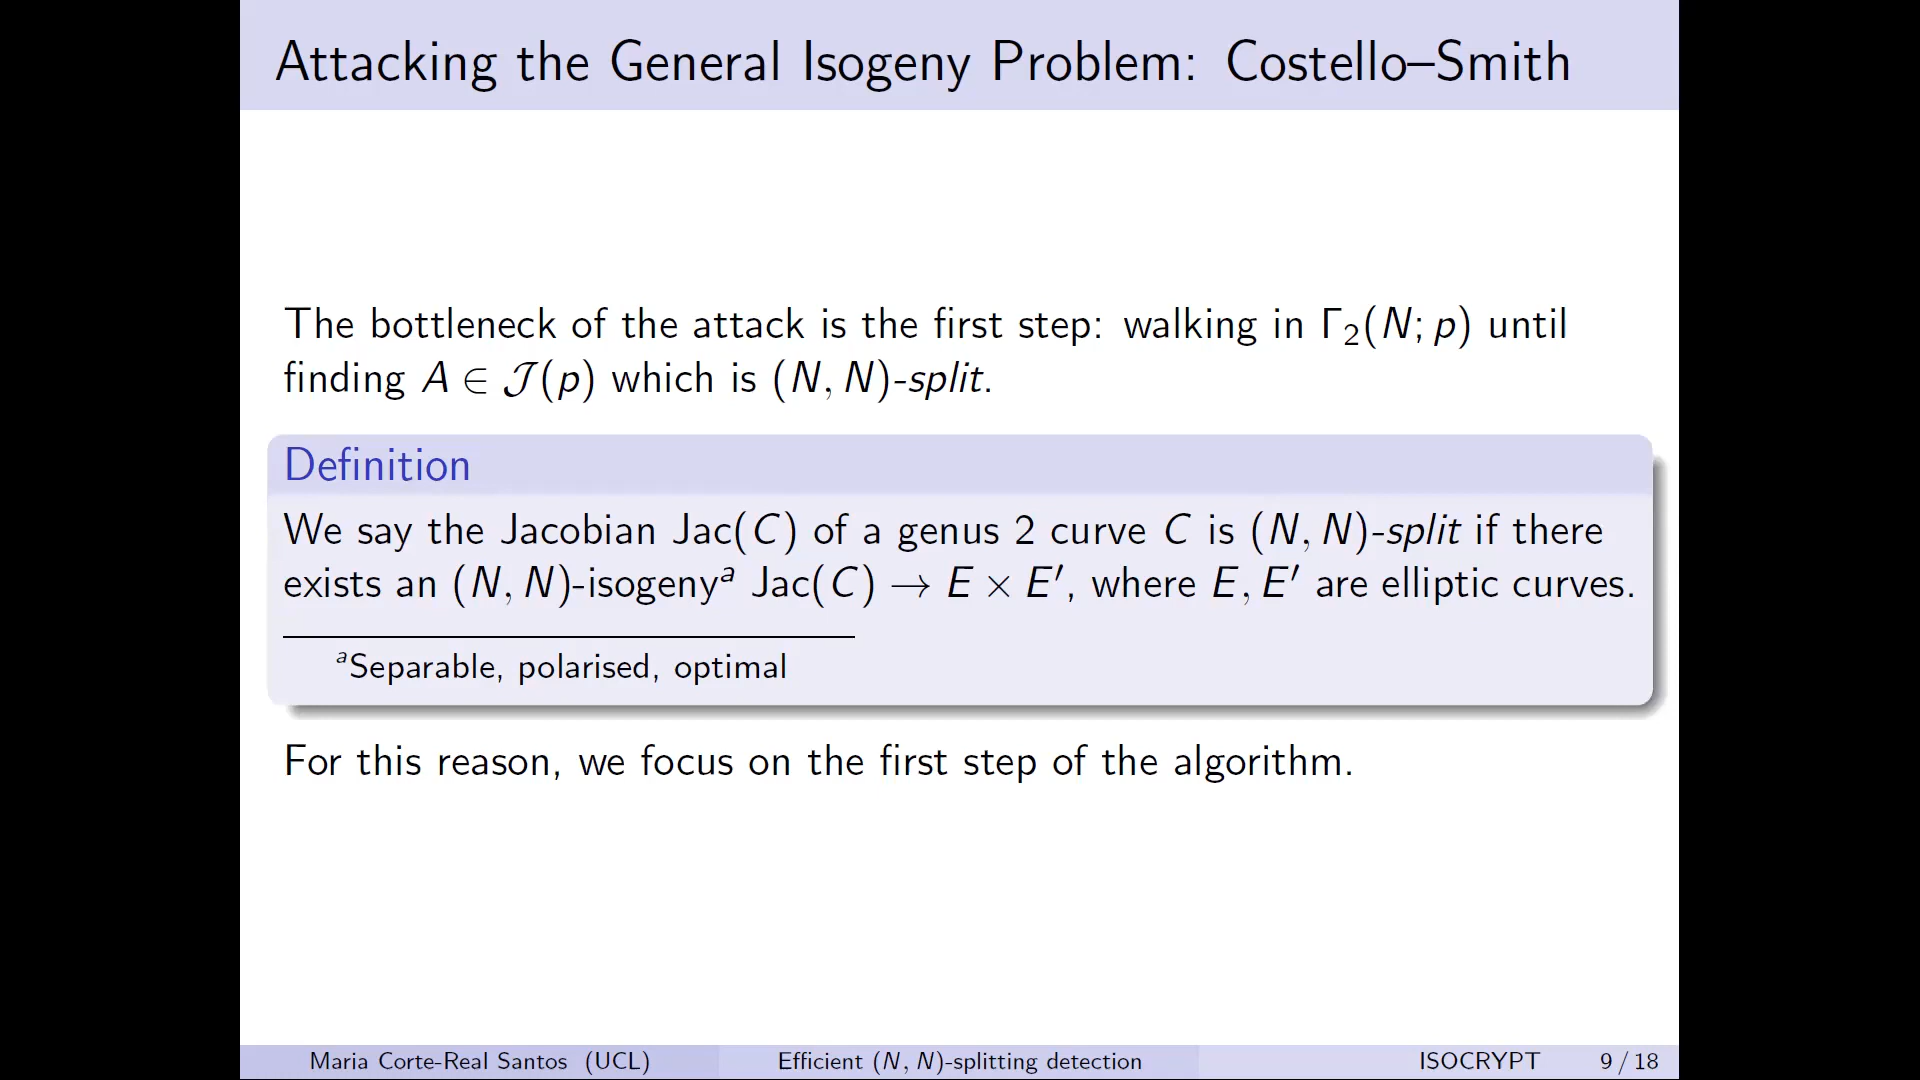 Attacking the General Isogeny Problem: Costello–Smith
The bottleneck of the attack is the first step: walking in Γ₂(N; p) until
finding A ∈ 𝒥(p) which is (N, N)-split.
Definition
We say the Jacobian Jac(C) of a genus 2 curve C is (N, N)-split if there
exists an (N, N)-isogenyᵃ Jac(C) → E × E′, where E, E′ are elliptic curves.
ᵃSeparable, polarised, optimal
For this reason, we focus on the first step of the algorithm.
Maria Corte-Real Santos (UCL) Efficient (N, N)-splitting detection ISOCRYPT 9 / 18